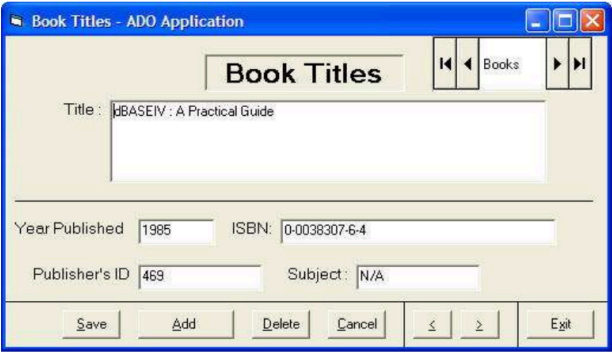 Book Titles - ADO Application
Book Titles
Books
Title : dBASEIV : A Practical Guide
Year Published 1985 ISBN: 0-0038307-6-4
Publisher's ID 469 Subject : N/A
Save Add Delete Cancel < > Exit